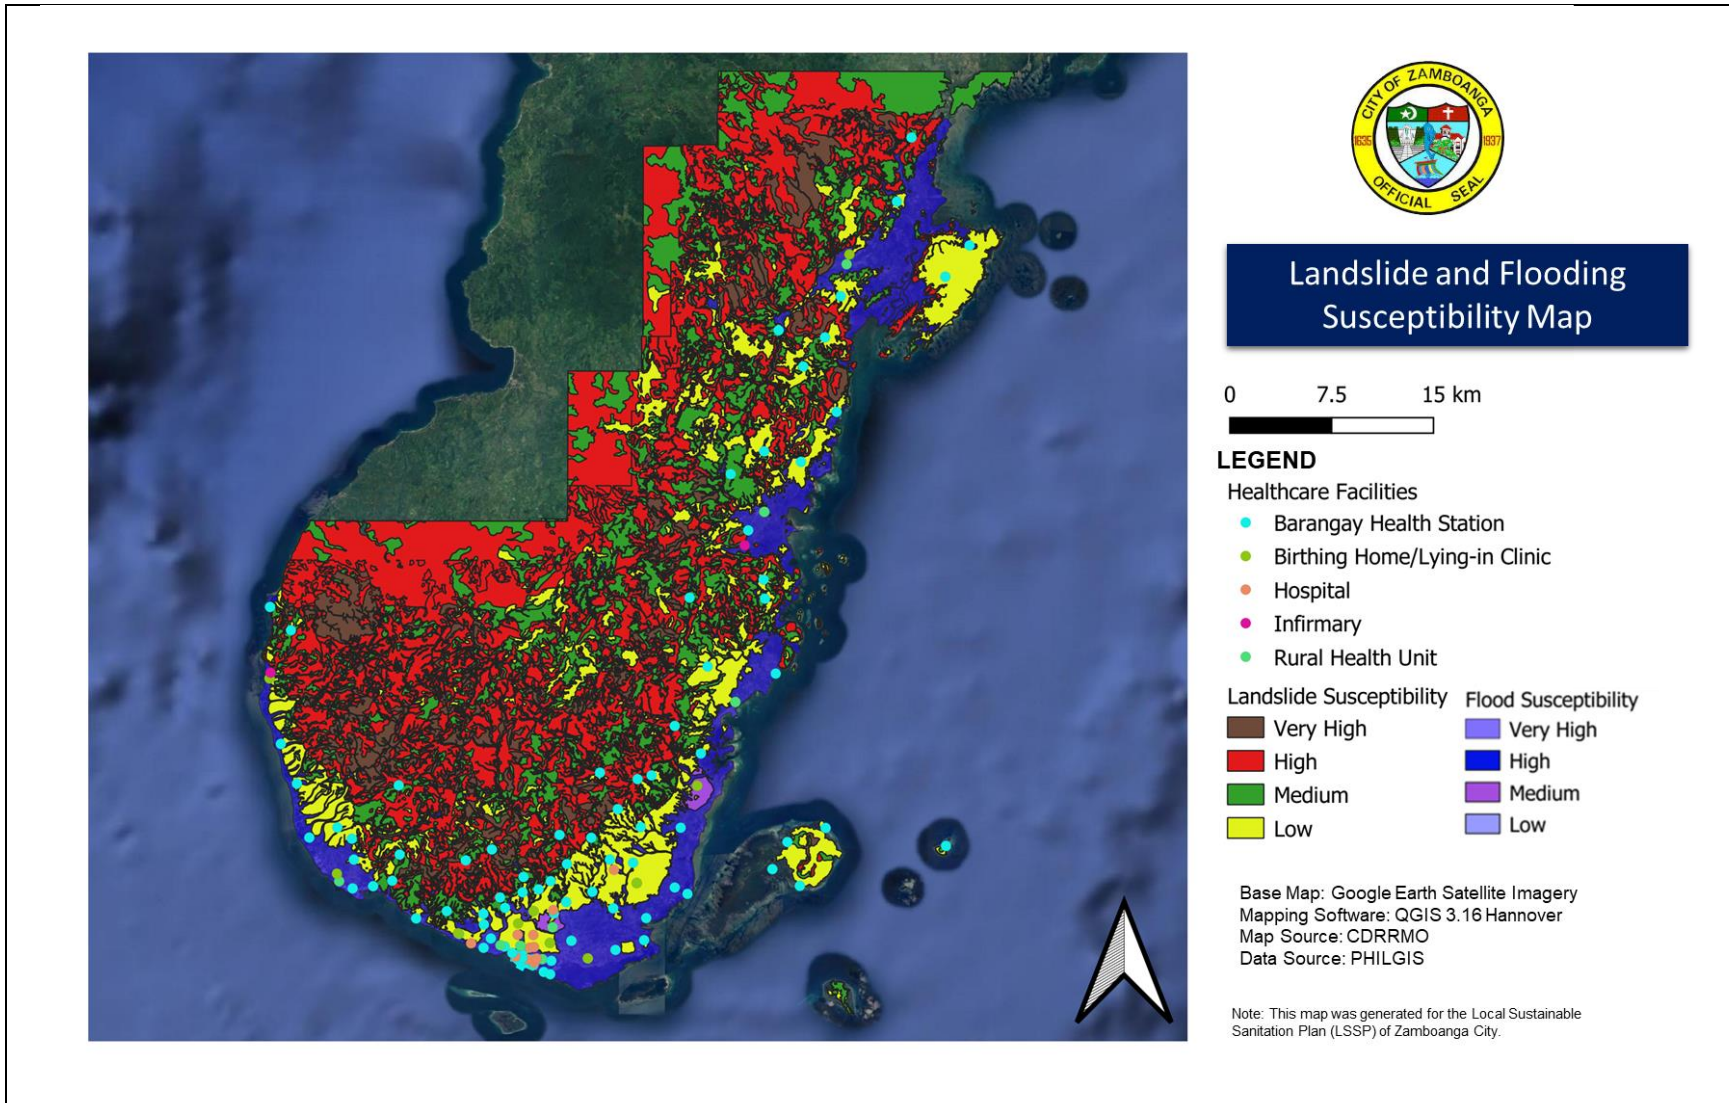 CITY OF ZAMBOANGA
1635
1937
OFFICIAL SEAL
Landslide and Flooding
Susceptibility Map
0 7.5 15 km
LEGEND
Healthcare Facilities
Barangay Health Station
Birthing Home/Lying-in Clinic
Hospital
Infirmary
Rural Health Unit
Landslide Susceptibility
Very High
High
Medium
Low
Flood Susceptibility
Very High
High
Medium
Low
Base Map: Google Earth Satellite Imagery
Mapping Software: QGIS 3.16 Hannover
Map Source: CDRRMO
Data Source: PHILGIS
Note: This map was generated for the Local Sustainable
Sanitation Plan (LSSP) of Zamboanga City.